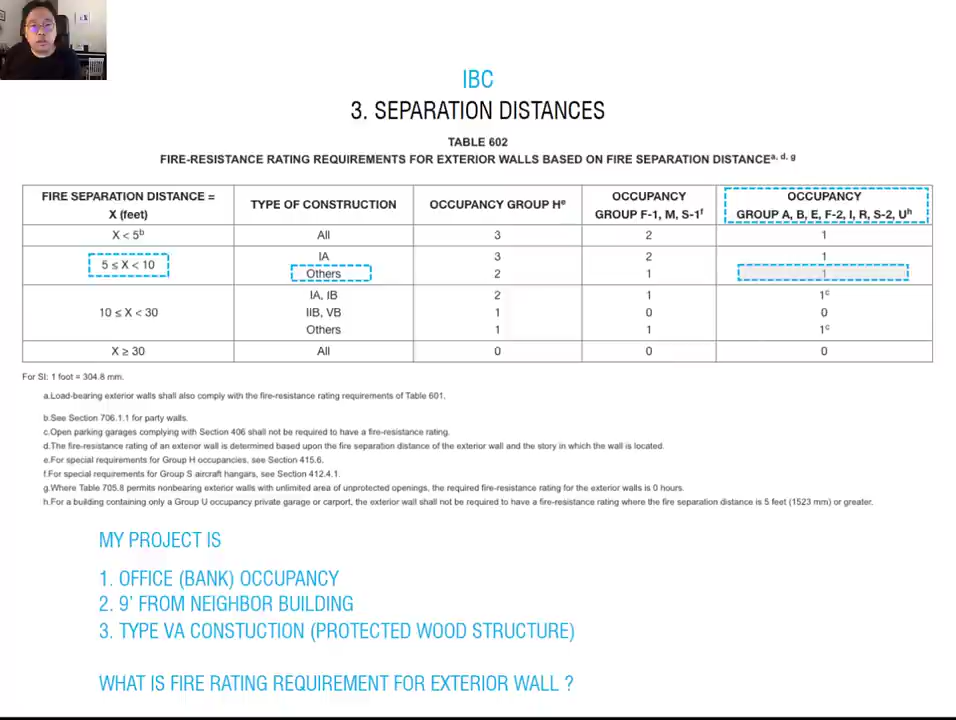 IBC
3. SEPARATION DISTANCES
TABLE 602
FIRE-RESISTANCE RATING REQUIREMENTS FOR EXTERIOR WALLS BASED ON FIRE SEPARATION DISTANCEa, d, g
FIRE SEPARATION DISTANCE = X (feet) TYPE OF CONSTRUCTION OCCUPANCY GROUP He OCCUPANCY GROUP F-1, M, S-1f OCCUPANCY GROUP A, B, E, F-2, I, R, S-2, Uh
X < 5b All 3 2 1
5 ≤ X < 10 IA 3 2 1
Others 2 1 1
10 ≤ X < 30 IA, IB 2 1 1c
IIB, VB 1 0 0
Others 1 1 1c
X ≥ 30 All 0 0 0
For SI: 1 foot = 304.8 mm.
a.Load-bearing exterior walls shall also comply with the fire-resistance rating requirements of Table 601.
b.See Section 706.1.1 for party walls.
c.Open parking garages complying with Section 406 shall not be required to have a fire-resistance rating.
d.The fire-resistance rating of an exterior wall is determined based upon the fire separation distance of the exterior wall and the story in which the wall is located.
e.For special requirements for Group H occupancies, see Section 415.6.
f.For special requirements for Group S aircraft hangars, see Section 412.4.1.
g.Where Table 705.8 permits nonbearing exterior walls with unlimited area of unprotected openings, the required fire-resistance rating for the exterior walls is 0 hours.
h.For a building containing only a Group U occupancy private garage or carport, the exterior wall shall not be required to have a fire-resistance rating where the fire separation distance is 5 feet (1523 mm) or greater.
MY PROJECT IS
1. OFFICE (BANK) OCCUPANCY
2. 9' FROM NEIGHBOR BUILDING
3. TYPE VA CONSTUCTION (PROTECTED WOOD STRUCTURE)
WHAT IS FIRE RATING REQUIREMENT FOR EXTERIOR WALL ?